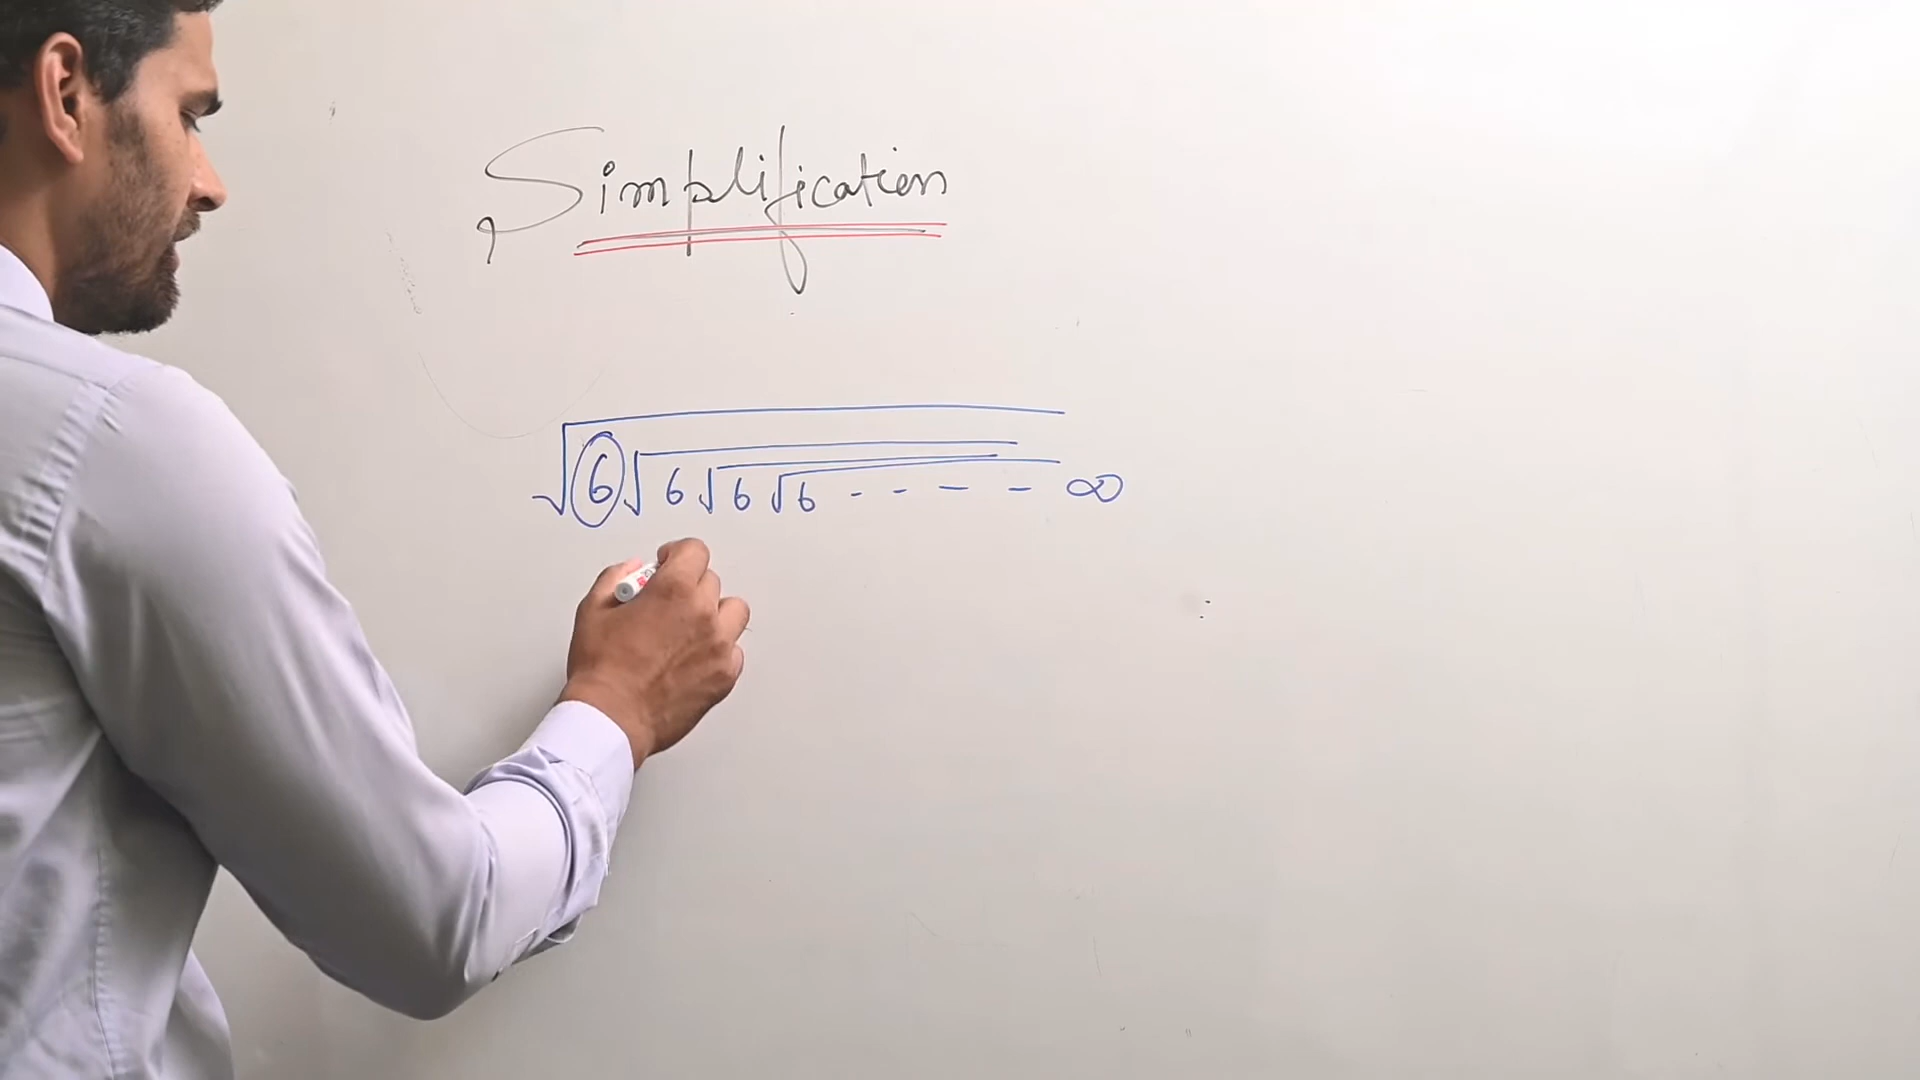 Simplification
√6√6√6√6 - - - - ∞